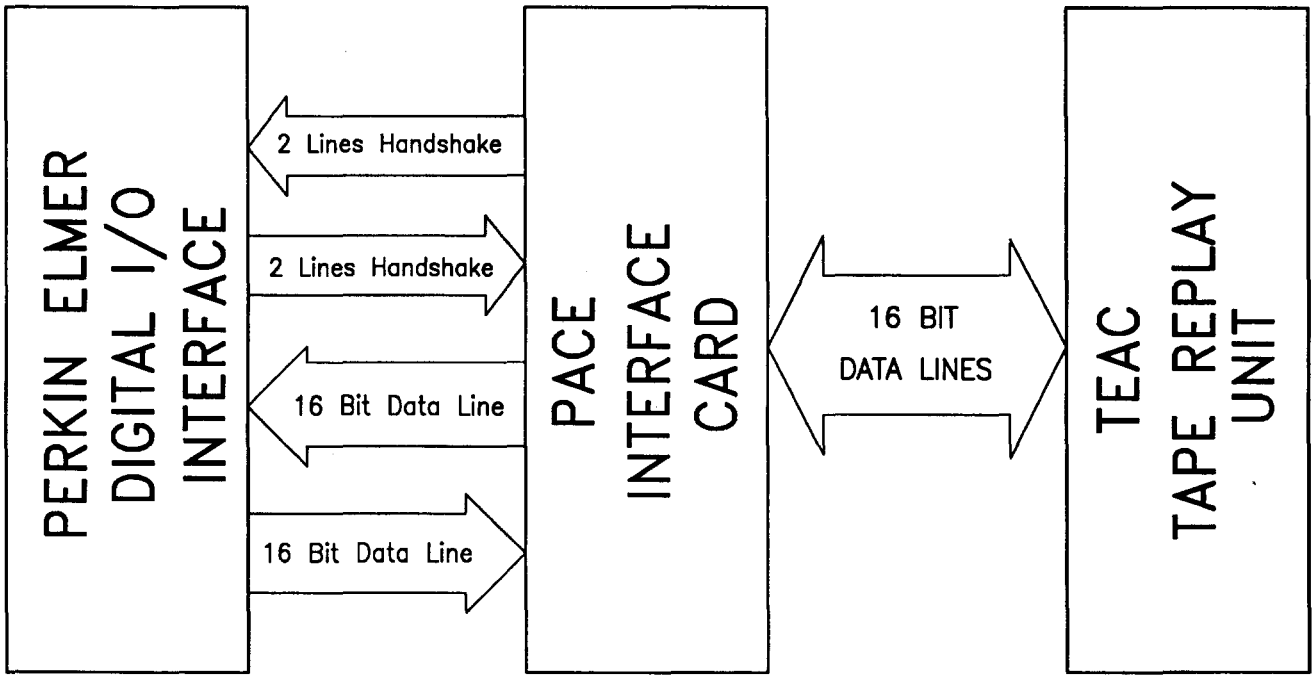 PERKIN ELMER
DIGITAL I/O
INTERFACE
2 Lines Handshake
2 Lines Handshake
16 Bit Data Line
16 Bit Data Line
PACE
INTERFACE
CARD
16 BIT
DATA LINES
TEAC
TAPE REPLAY
UNIT